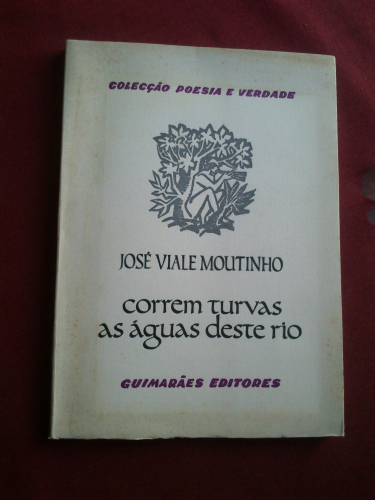 COLECÇÃO POESIA E VERDADE
JOSÉ VIALE MOUTINHO
correm turvas
as águas deste rio
GUIMARÃES EDITORES